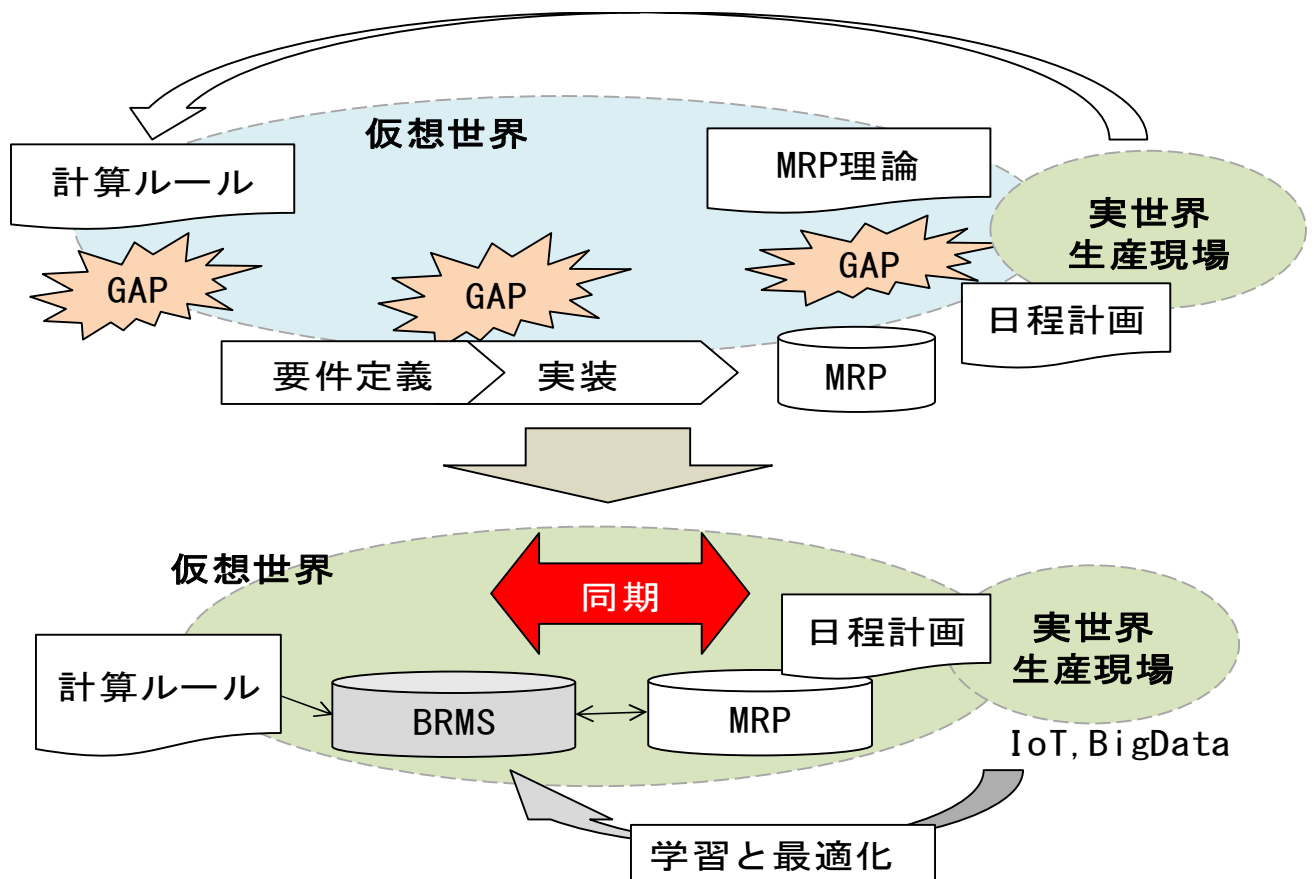 仮想世界
計算ルール
MRP理論
実世界
生産現場
GAP
GAP
GAP
日程計画
要件定義
実装
MRP
仮想世界
同期
日程計画
実世界
生産現場
計算ルール
BRMS
MRP
IoT,BigData
学習と最適化